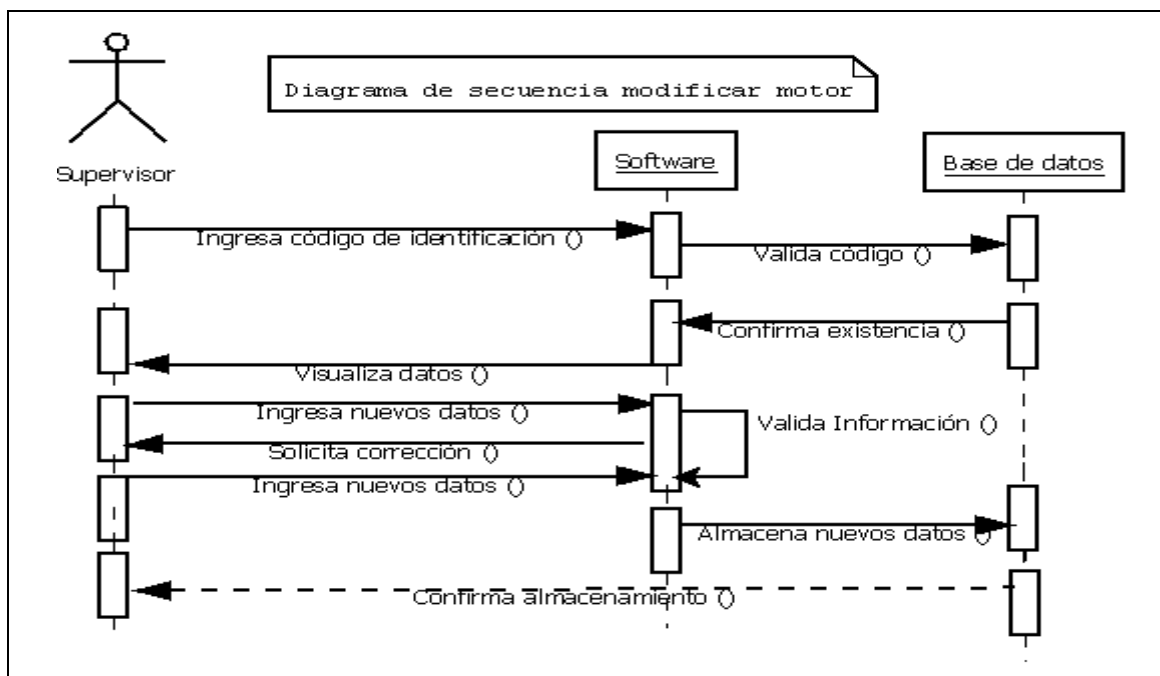 Diagrama de secuencia modificar motor
Supervisor
Software
Base de datos
Ingresa código de identificación ()
Valida código ()
Confirma existencia ()
Visualiza datos ()
Ingresa nuevos datos ()
Valida Información ()
Solicita corrección ()
Ingresa nuevos datos ()
Almacena nuevos datos ()
Confirma almacenamiento ()